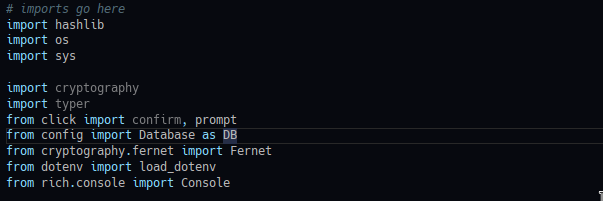 # imports go here
import hashlib
import os
import sys
import cryptography
import typer
from click import confirm, prompt
from config import Database as DB
from cryptography.fernet import Fernet
from dotenv import load_dotenv
from rich.console import Console